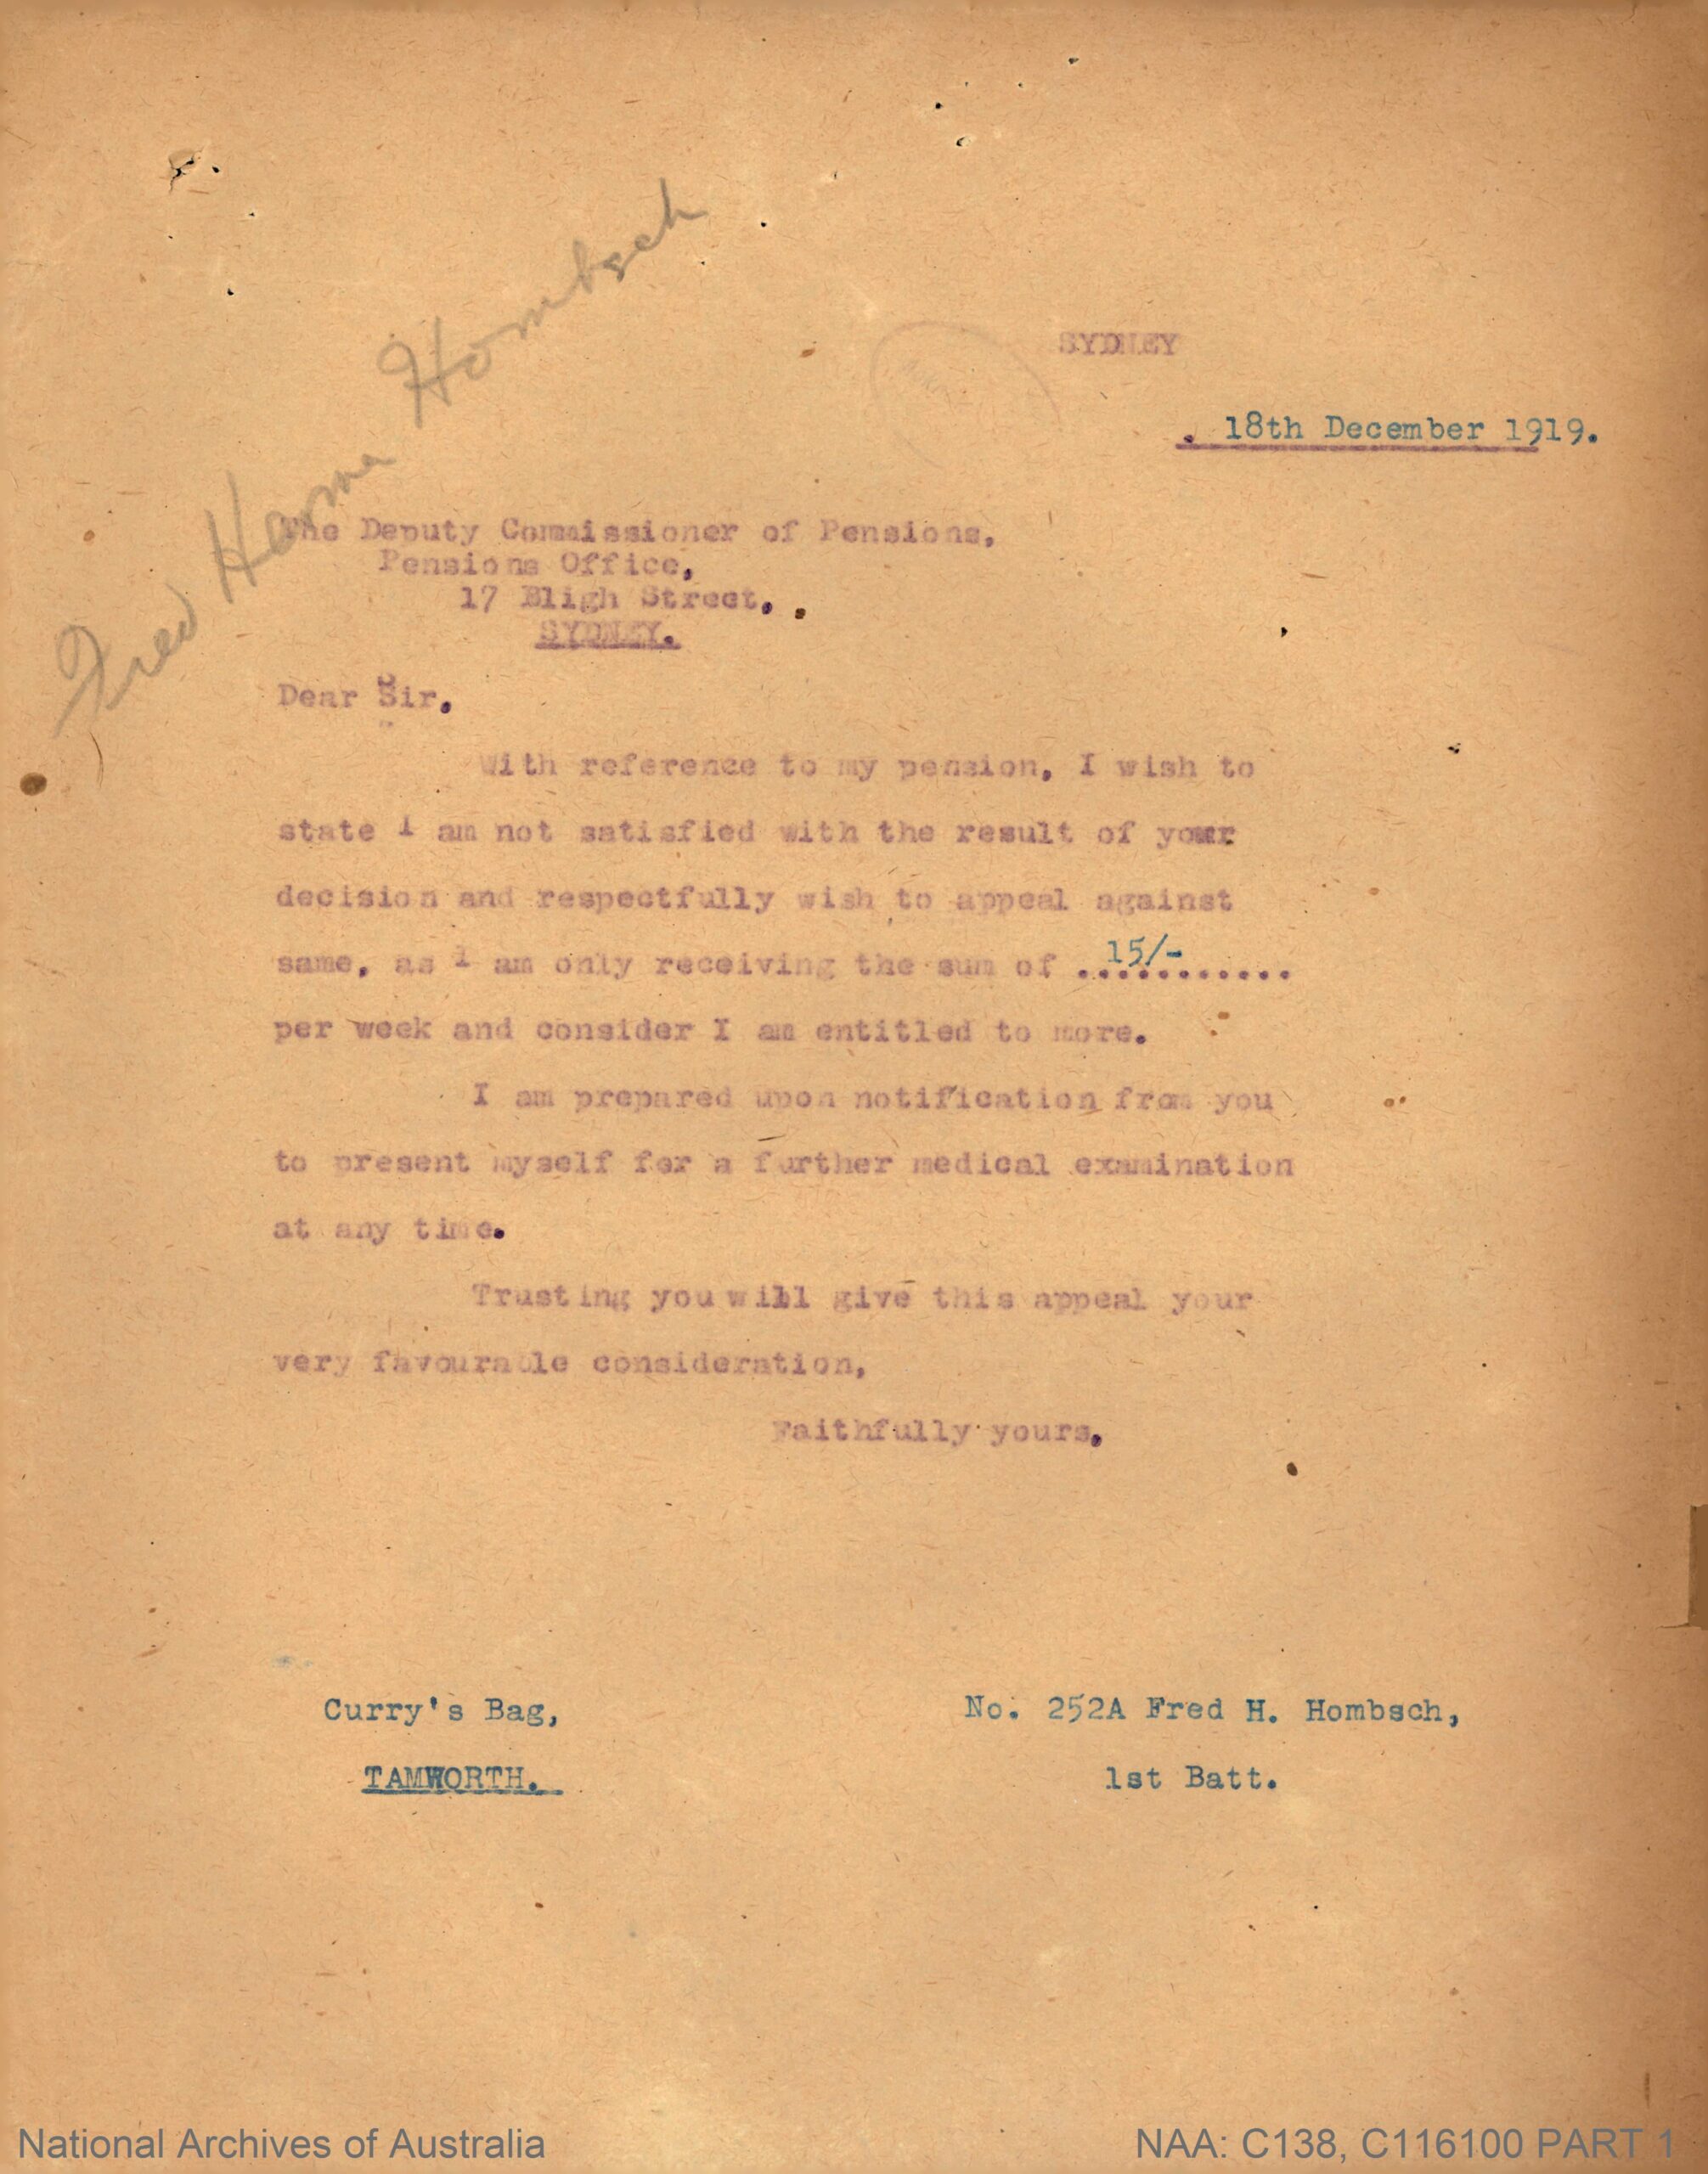 Fred Harma Hombsch
SYDNEY
. 18th December 1919.
The Deputy Commissioner of Pensions,
Pensions Office,
17 Bligh Street,
SYDNEY.
Dear Sir,
With reference to my pension, I wish to
state I am not satisfied with the result of your
decision and respectfully wish to appeal against
same, as I am only receiving the sum of 15/- ...........
per week and consider I am entitled to more.
I am prepared upon notification from you
to present myself for a further medical examination
at any time.
Trusting you will give this appeal your
very favourable consideration,
Faithfully yours,
Curry's Bag,
TAMWORTH.
No. 252A Fred H. Hombsch,
1st Batt.
National Archives of Australia
NAA: C138, C116100 PART 1